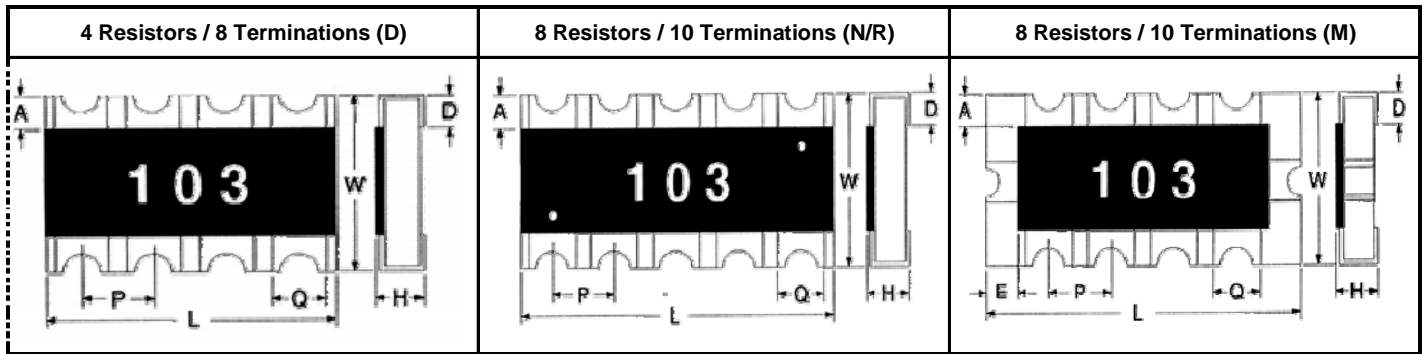 4 Resistors / 8 Terminations (D)
8 Resistors / 10 Terminations (N/R)
8 Resistors / 10 Terminations (M)
A
D
103
W
P
Q
H
L
A
D
103
W
P
Q
H
L
A
D
103
W
E
P
Q
H
L